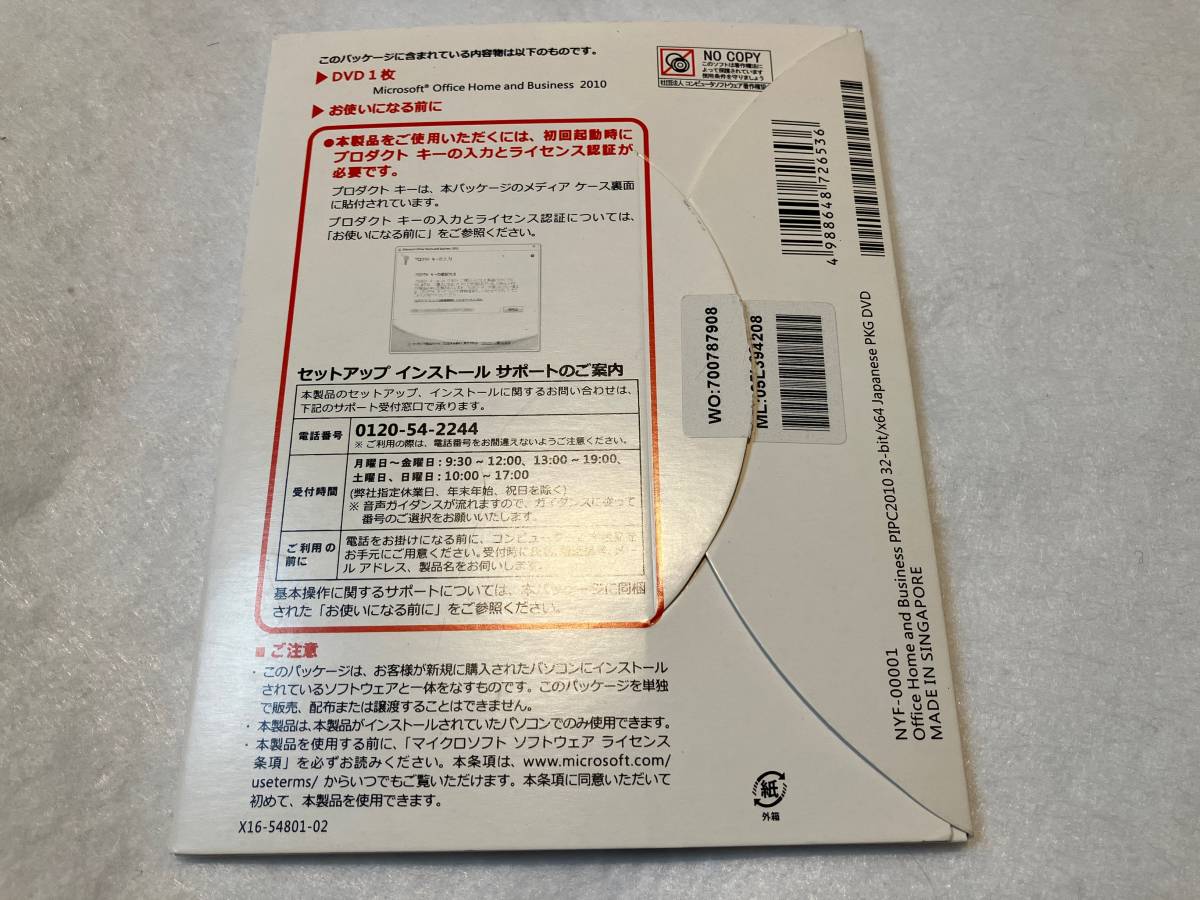 このパッケージに含まれている内容物は以下のものです。
▶DVD 1 枚
Microsoft® Office Home and Business 2010
▶お使いになる前に
●本製品をご使用いただくには、初回起動時に
プロダクト キーの入力とライセンス認証が
必要です。
プロダクト キーは、本パッケージのメディア ケース裏面
に貼付されています。
プロダクト キーの入力とライセンス認証については、
「お使いになる前に」をご参照ください。
セットアップ インストール サポートのご案内
本製品のセットアップ、インストールに関するお問い合わせは、
下記のサポート受付窓口で承ります。
電話番号
0120-54-2244
※ ご利用の際は、電話番号をお間違えないようご注意ください。
受付時間
月曜日～金曜日：9:30 ~ 12:00、13:00 ~ 19:00、
土曜日、日曜日：10:00 ~ 17:00
(弊社指定休業日、年末年始、祝日を除く)
※ 音声ガイダンスが流れますので、ガイダンスに従って
番号のご選択をお願いいたします。
ご利用の
前に
電話をお掛けになる前に、コンピューター
お手元にご用意ください。受付時に
ル アドレス、製品名をお伺いします。
基本操作に関するサポートについては、本パッケージに同梱
された「お使いになる前に」をご参照ください。
■ ご注意
・このパッケージは、お客様が新規に購入されたパソコンにインストール
されているソフトウェアと一体をなすものです。このパッケージを単独
で販売、配布または譲渡することはできません。
・本製品は、本製品がインストールされていたパソコンでのみ使用できます。
・本製品を使用する前に、「マイクロソフト ソフトウェア ライセンス
条項」を必ずお読みください。本条項は、www.microsoft.com/
useterms/ からいつでもご覧いただけます。本条項に同意いただいて
初めて、本製品を使用できます。
X16-54801-02
NO COPY
このソフトは著作権法に
よって保護されています
使用条件を守りましょう
社団法人 コンピュータソフトウェア著作権協
4 988648 726536
WO:700787908
ML:05L394208
NYF-00001
Office Home and Business PIPC2010 32-bit/x64 Japanese PKG DVD
MADE IN SINGAPORE
紙
外箱